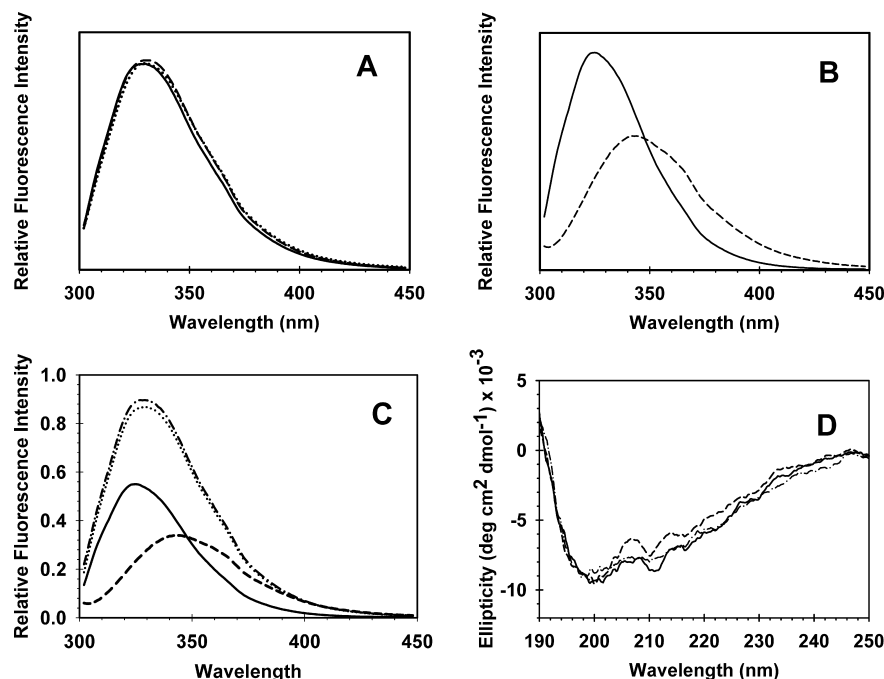 Relative Fluorescence Intensity
A
300 350 400 450
Wavelength (nm)
Relative Fluorescence Intensity
B
300 350 400 450
Wavelength (nm)
Relative Fluorescence Intensity
1.0
0.8
0.6
0.4
0.2
0.0
C
300 350 400 450
Wavelength
Ellipticity (deg cm2 dmol-1) x 10-3
5
0
-5
-10
D
190 200 210 220 230 240 250
Wavelength (nm)